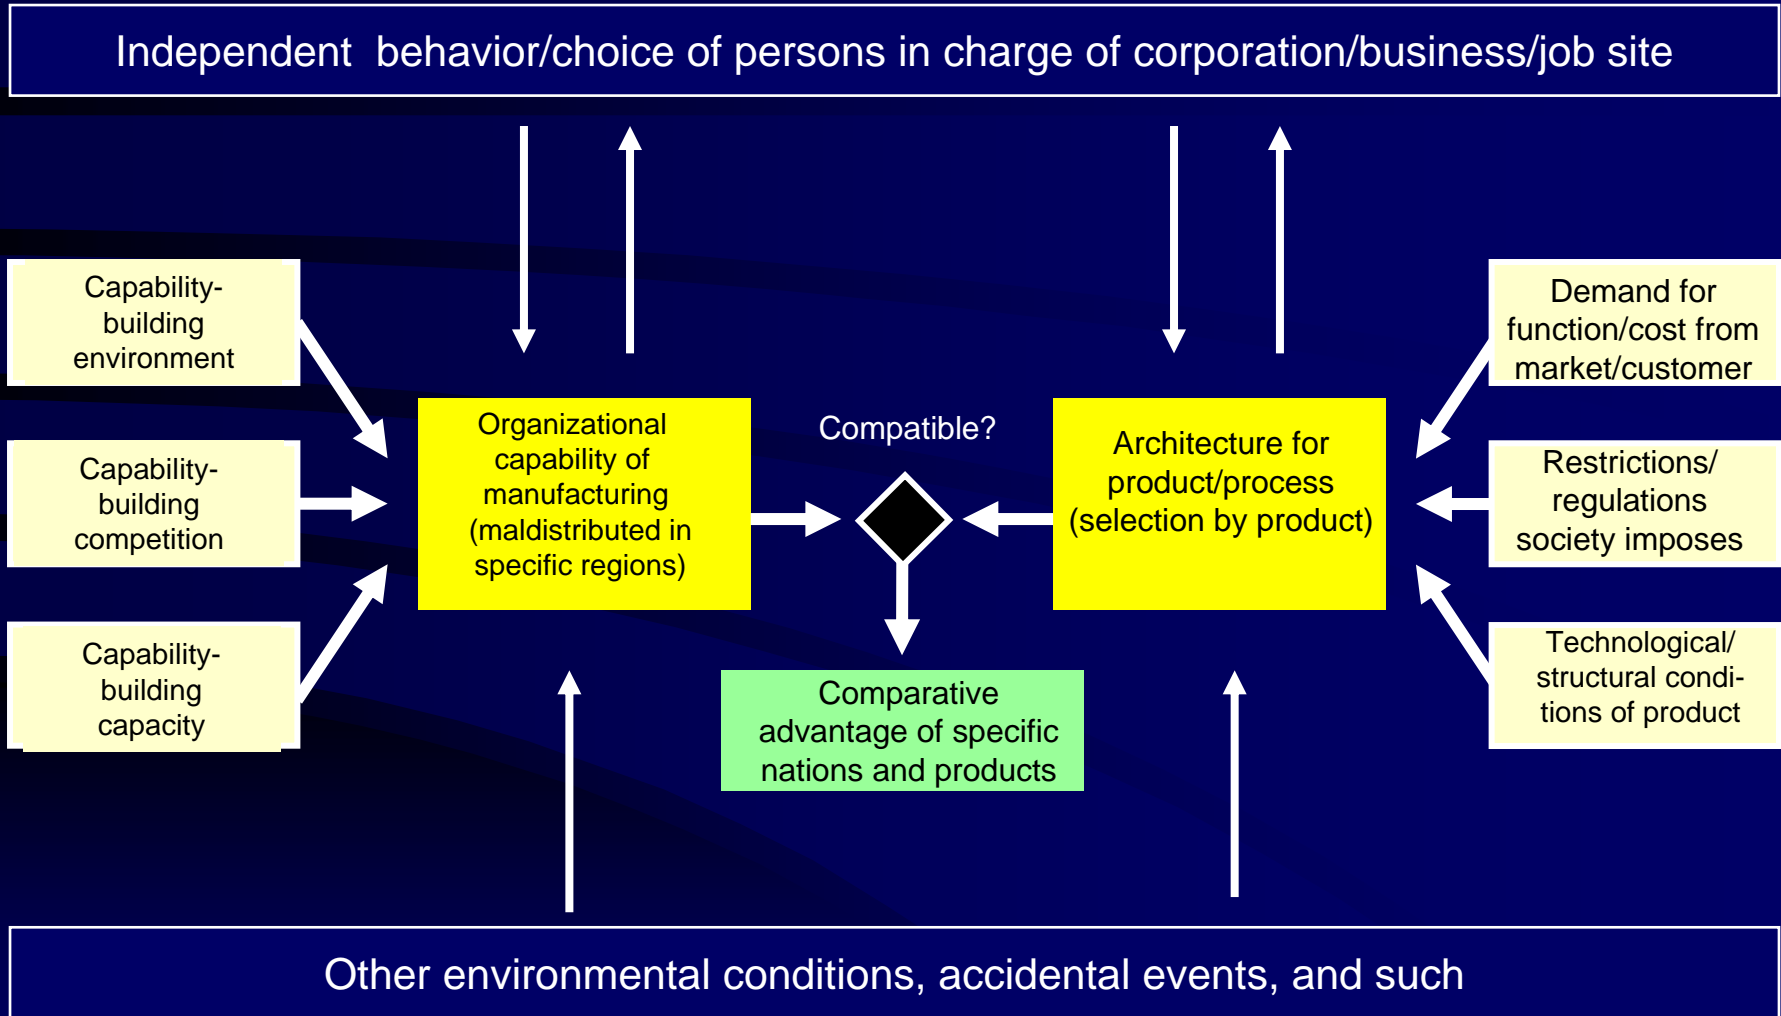 Independent behavior/choice of persons in charge of corporation/business/job site
Capability-
building
environment
Capability-
building
competition
Capability-
building
capacity
Organizational
capability of
manufacturing
(maldistributed in
specific regions)
Compatible?
Architecture for
product/process
(selection by product)
Demand for
function/cost from
market/customer
Restrictions/
regulations
society imposes
Technological/
structural condi-
tions of product
Comparative
advantage of specific
nations and products
Other environmental conditions, accidental events, and such